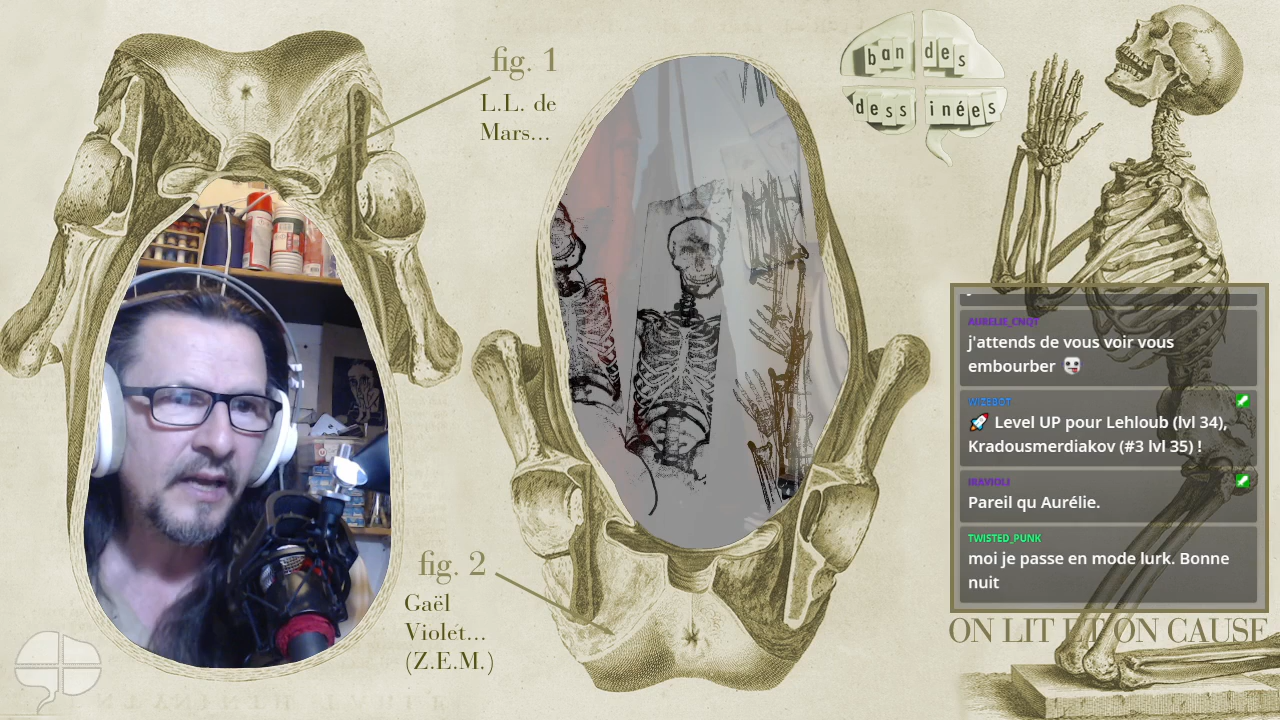 fig. 1
L.L. de
Mars...
ban des
dess inées
AURELIE_CNQT
j'attends de vous voir vous
embourber
WIZEBOT
Level UP pour Lehloub (lvl 34),
Kradousmerdiakov (#3 lvl 35) !
IRAVIOLI
Pareil qu Aurélie.
TWISTED_PUNK
moi je passe en mode lurk. Bonne
nuit
fig. 2
Gaël
Violet...
(Z.E.M.)
ON LIT ET ON CAUSE